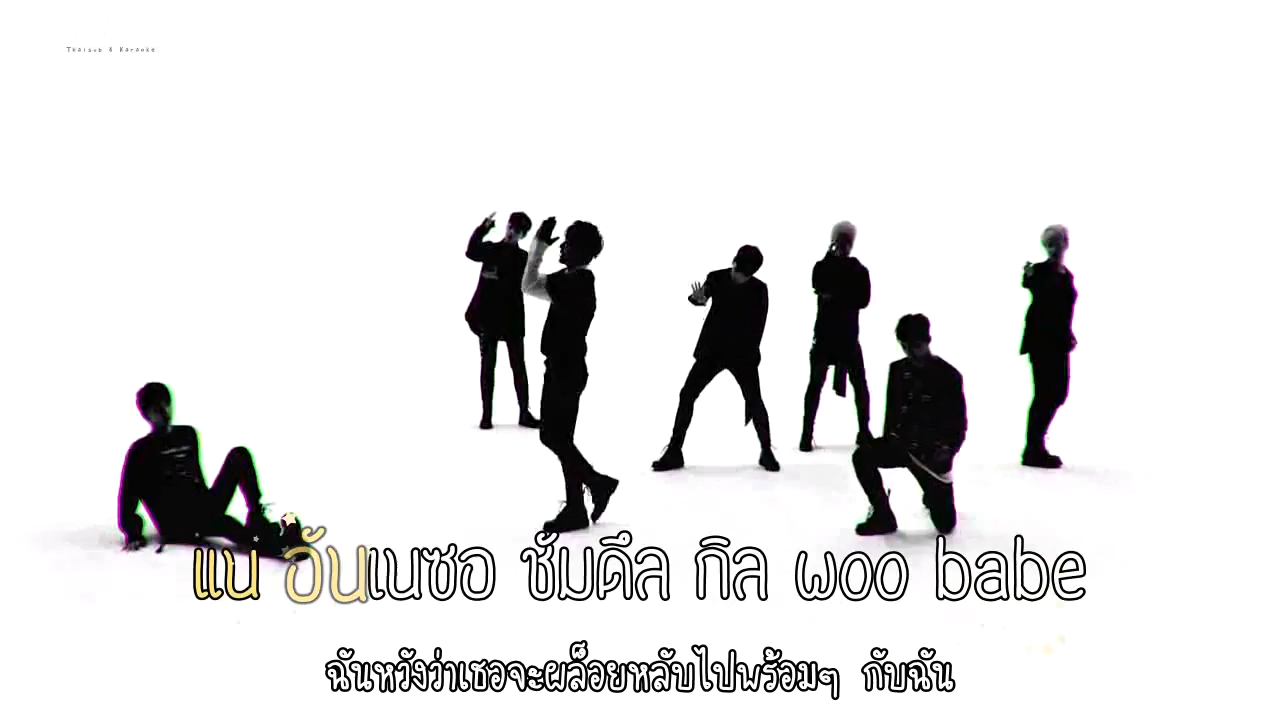 Thaisub & Karaoke
แน อันเนซอ ชัมดึล กิล woo babe
ฉันหวังว่าเธอจะผล็อยหลับไปพร้อมๆ กับฉัน